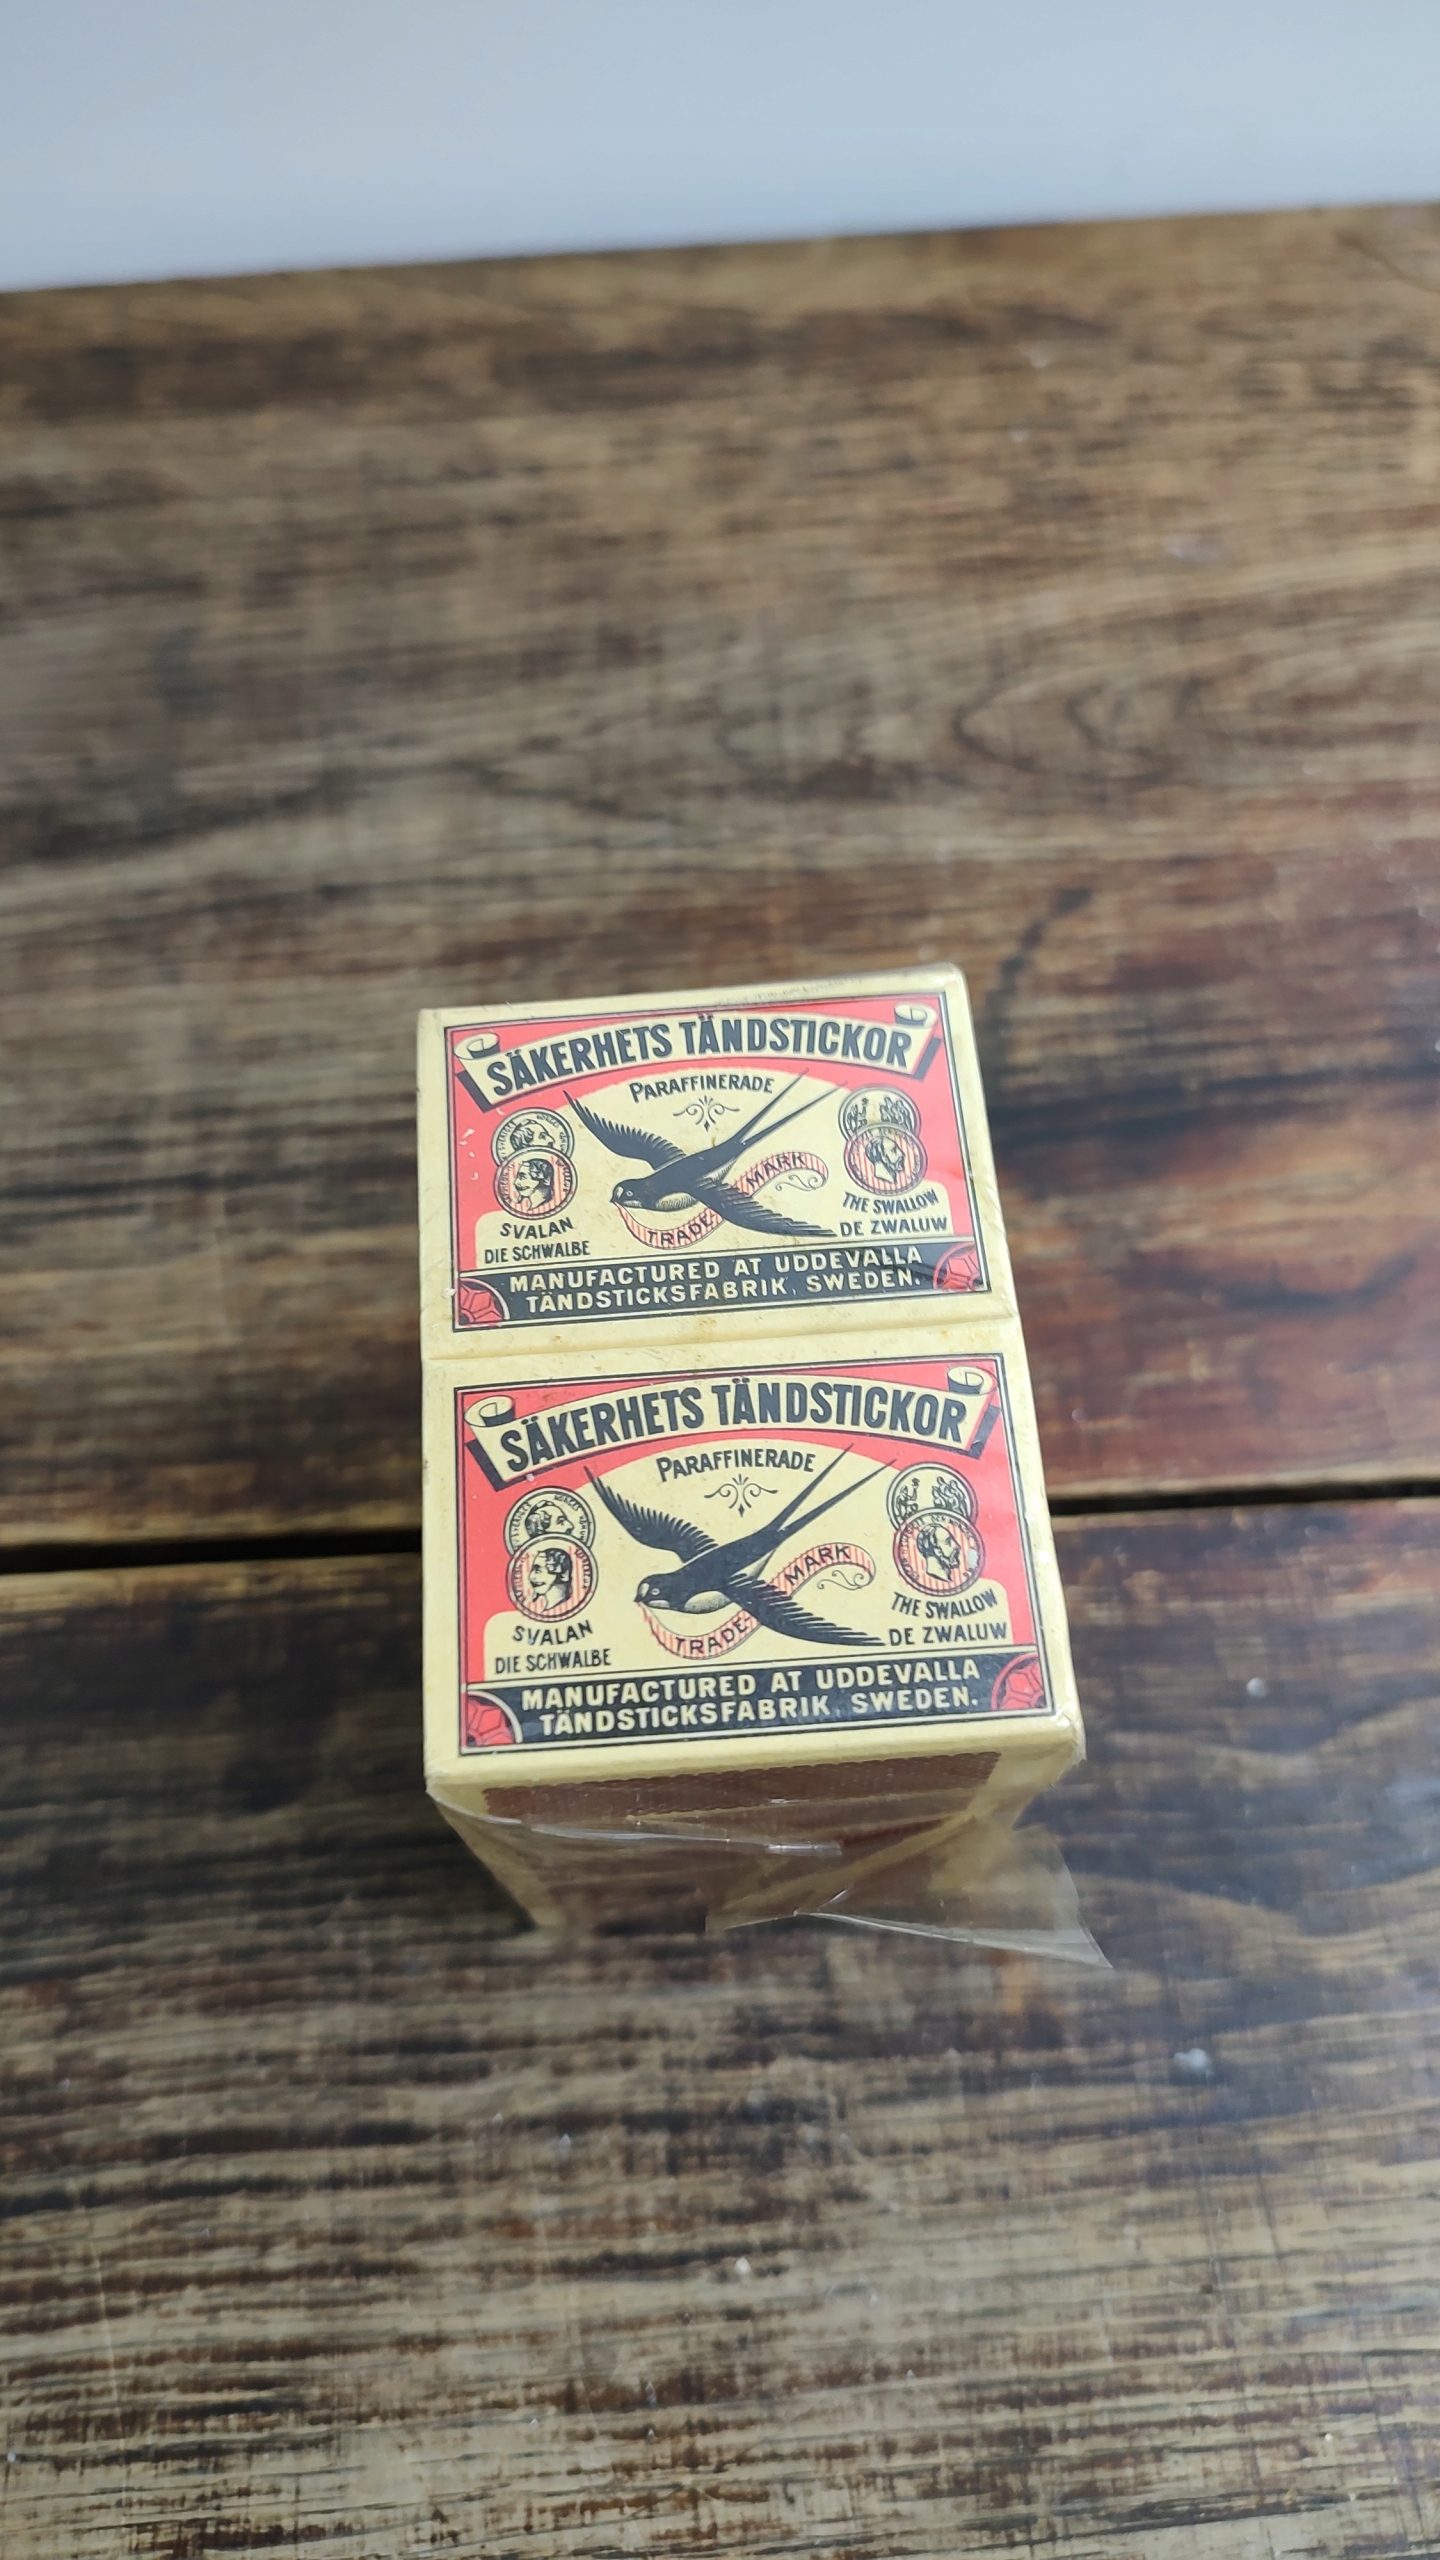 SÄKERHETS TÄNDSTICKOR
PARAFFINERADE
TRADE MARK
SVALAN
DIE SCHWALBE
THE SWALLOW
DE ZWALUW
MANUFACTURED AT UDDEVALLA
TÄNDSTICKSFABRIK, SWEDEN.
SÄKERHETS TÄNDSTICKOR
PARAFFINERADE
TRADE MARK
SVALAN
DIE SCHWALBE
THE SWALLOW
DE ZWALUW
MANUFACTURED AT UDDEVALLA
TÄNDSTICKSFABRIK, SWEDEN.